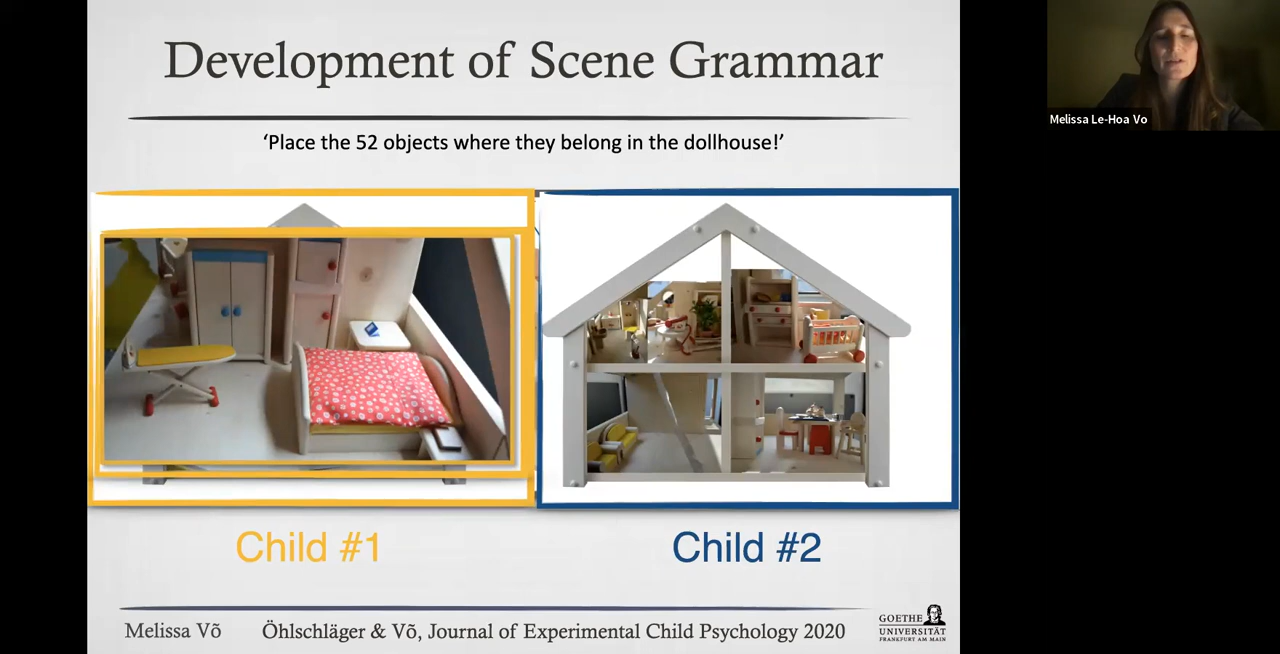 Development of Scene Grammar
‘Place the 52 objects where they belong in the dollhouse!’
Melissa Le-Hoa Vo
Child #1
Child #2
Melissa Võ
Öhlschläger & Võ, Journal of Experimental Child Psychology 2020
GOETHE
UNIVERSITÄT
FRANKFURT AM MAIN